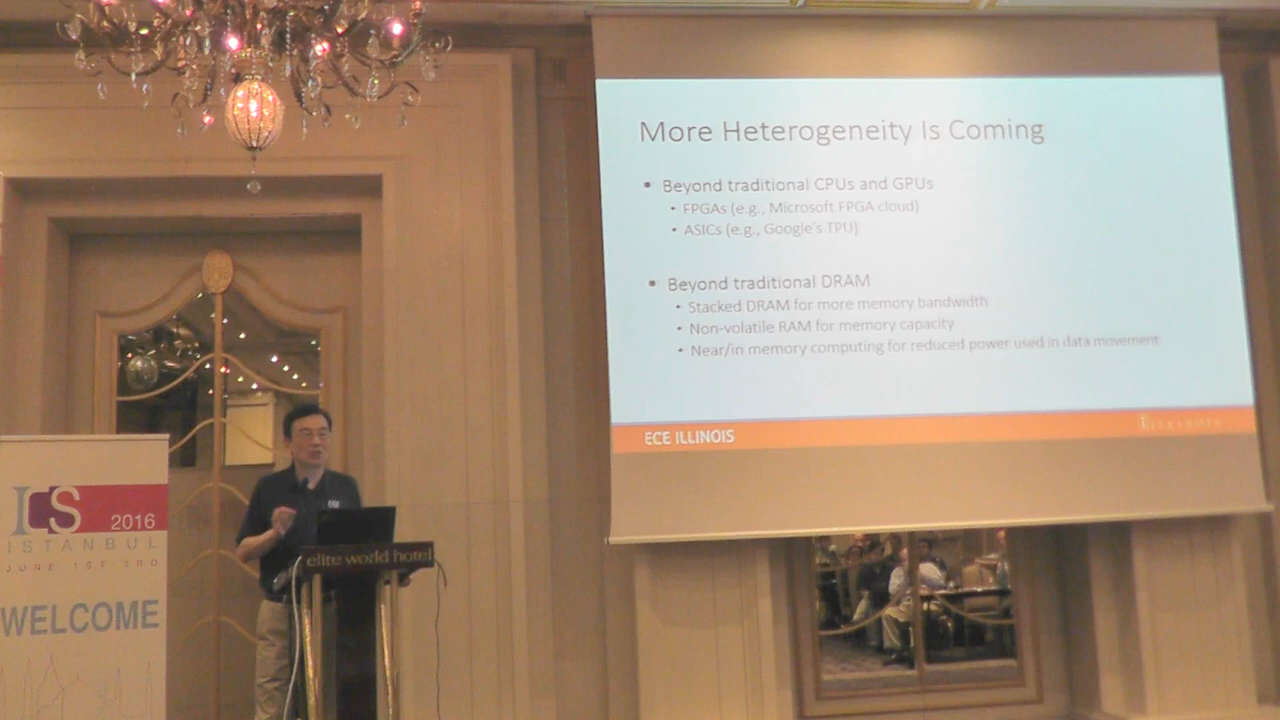 More Heterogeneity Is Coming
▪ Beyond traditional CPUs and GPUs
• FPGAs (e.g., Microsoft FPGA cloud)
• ASICs (e.g., Google's TPU)
▪ Beyond traditional DRAM
• Stacked DRAM for more memory bandwidth
• Non-volatile RAM for memory capacity
• Near/in memory computing for reduced power used in data movement
ECE ILLINOIS
ILLINOIS
ICS
2016
ISTANBUL
JUNE 1ST-3RD
WELCOME
elite world hotel